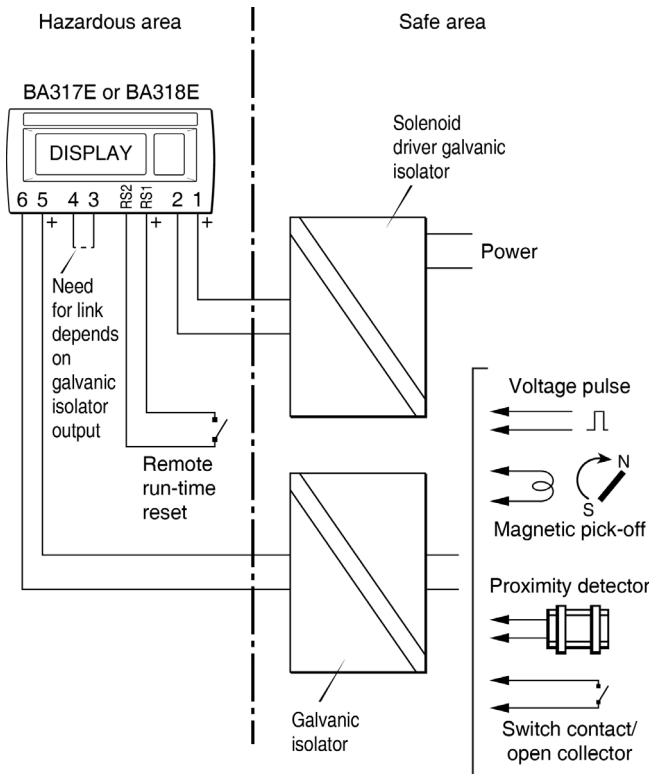 Hazardous area
Safe area
BA317E or BA318E
DISPLAY
6 5 4 3 RS2 RS1 2 1
+ + +
Solenoid
driver galvanic
isolator
Power
Need
for link
depends
on
galvanic
isolator
output
Remote
run-time
reset
Voltage pulse
N
S
Magnetic pick-off
Proximity detector
Switch contact/
open collector
Galvanic
isolator